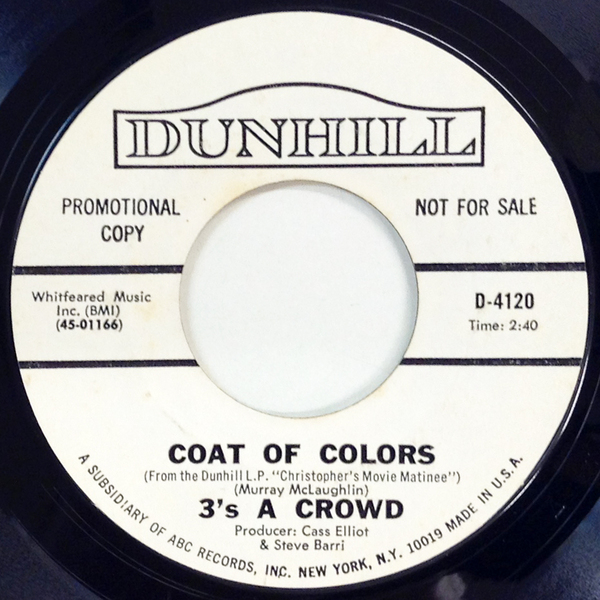 DUNHILL
PROMOTIONAL
COPY
NOT FOR SALE
Whitfeared Music
Inc. (BMI)
(45-01166)
D-4120
Time: 2:40
COAT OF COLORS
(From the Dunhill L.P. "Christopher's Movie Matinee")
(Murray McLaughlin)
3's A CROWD
Producer: Cass Elliot
& Steve Barri
A SUBSIDIARY OF ABC RECORDS, INC. NEW YORK, N.Y. 10019 MADE IN U.S.A.